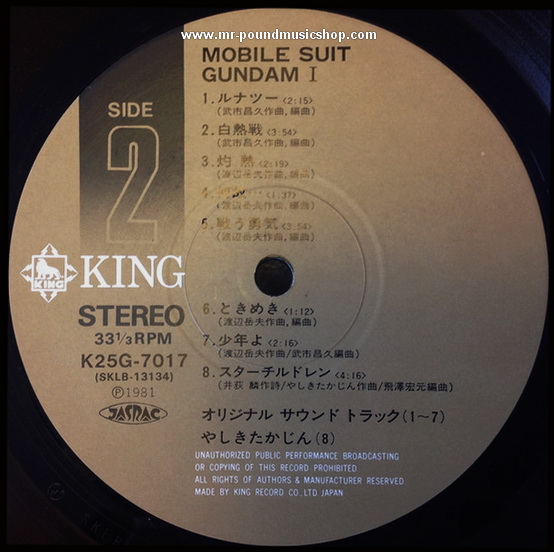 www.mr-poundmusicshop.com
MOBILE SUIT
GUNDAM I
SIDE
2
1.ルナツー<2:15>
(武市昌久作曲,編曲)
2.白熱戦<3:54>
(武市昌久作曲,編曲)
3.灼 熱<2:19>
(渡辺岳夫作曲,編曲)
4. <1:37>
(渡辺岳夫作曲,編曲)
5.戦う勇気<3:54>
(渡辺岳夫作曲,編曲)
KING
KING
STEREO
33 1/3 RPM
K25G-7017
(SKLB-13134)
Ⓟ1981
JASRAC
6.ときめき<1:12>
(渡辺岳夫作曲,編曲)
7.少年よ<2:16>
(渡辺岳夫作曲/武市昌久編曲)
8.スターチルドレン<4:16>
(井荻 麟作詩/やしきたかじん作曲/飛澤宏元編曲)
オリジナル サウンド トラック(1〜7)
やしきたかじん(8)
UNAUTHORIZED PUBLIC PERFORMANCE BROADCASTING
OR COPYING OF THIS RECORD PROHIBITED
ALL RIGHTS OF AUTHORS & MANUFACTURER RESERVED
MADE BY KING RECORD CO.,LTD JAPAN